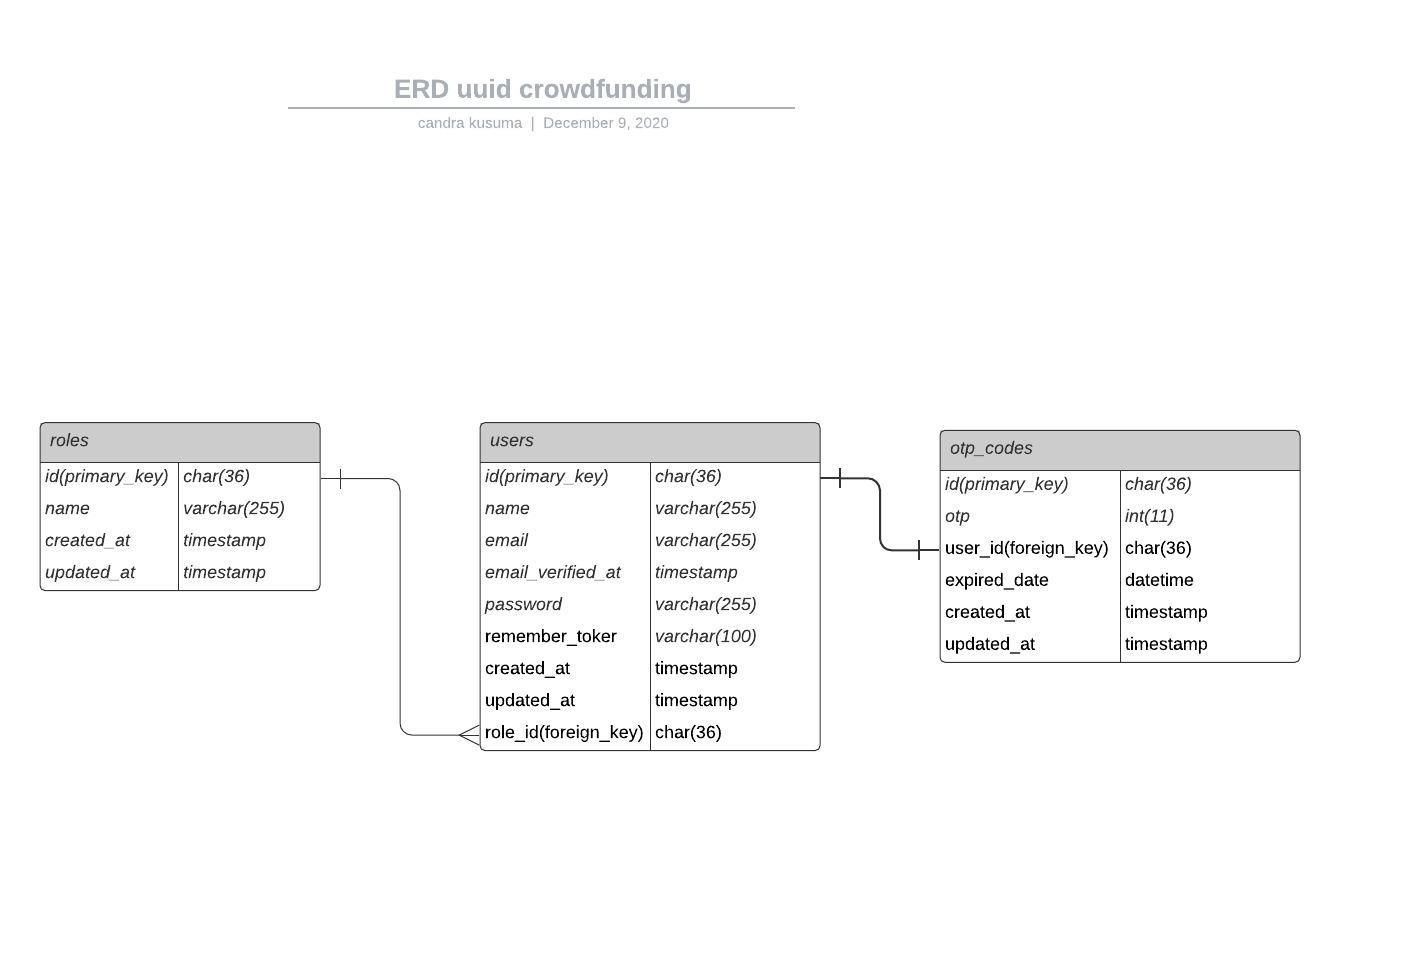 ERD uuid crowdfunding
candra kusuma | December 9, 2020
roles
id(primary_key) char(36)
name varchar(255)
created_at timestamp
updated_at timestamp
users
id(primary_key) char(36)
name varchar(255)
email varchar(255)
email_verified_at timestamp
password varchar(255)
remember_toker varchar(100)
created_at timestamp
updated_at timestamp
role_id(foreign_key) char(36)
otp_codes
id(primary_key) char(36)
otp int(11)
user_id(foreign_key) char(36)
expired_date datetime
created_at timestamp
updated_at timestamp